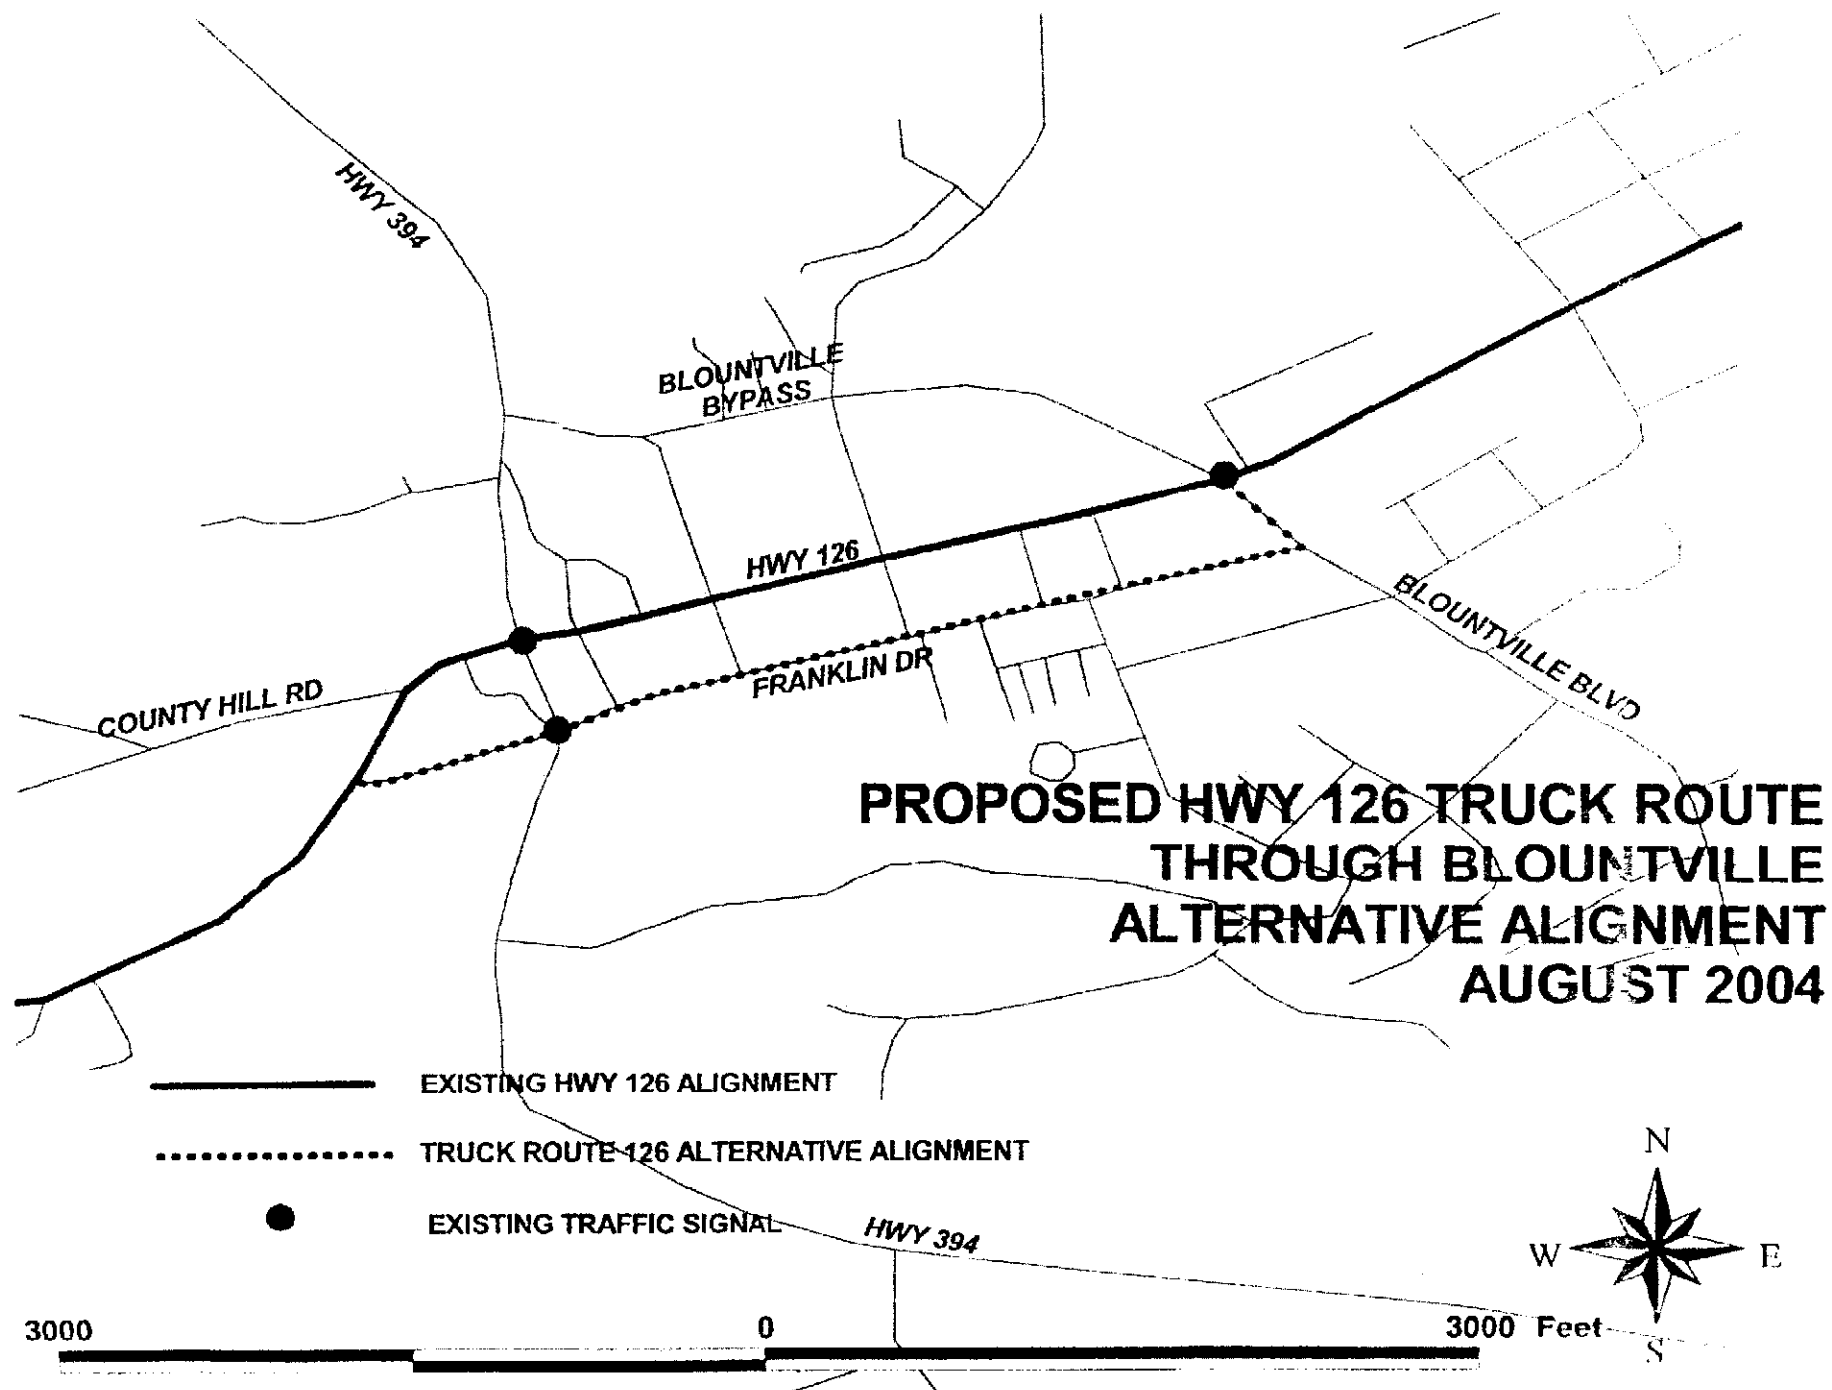 HWY 394
BLOUNTVILLE
BYPASS
HWY 126
COUNTY HILL RD
FRANKLIN DR
BLOUNTVILLE BLVD
PROPOSED HWY 126 TRUCK ROUTE
THROUGH BLOUNTVILLE
ALTERNATIVE ALIGNMENT
AUGUST 2004
EXISTING HWY 126 ALIGNMENT
TRUCK ROUTE 126 ALTERNATIVE ALIGNMENT
EXISTING TRAFFIC SIGNAL
HWY 394
N
W E
S
3000 0 3000 Feet